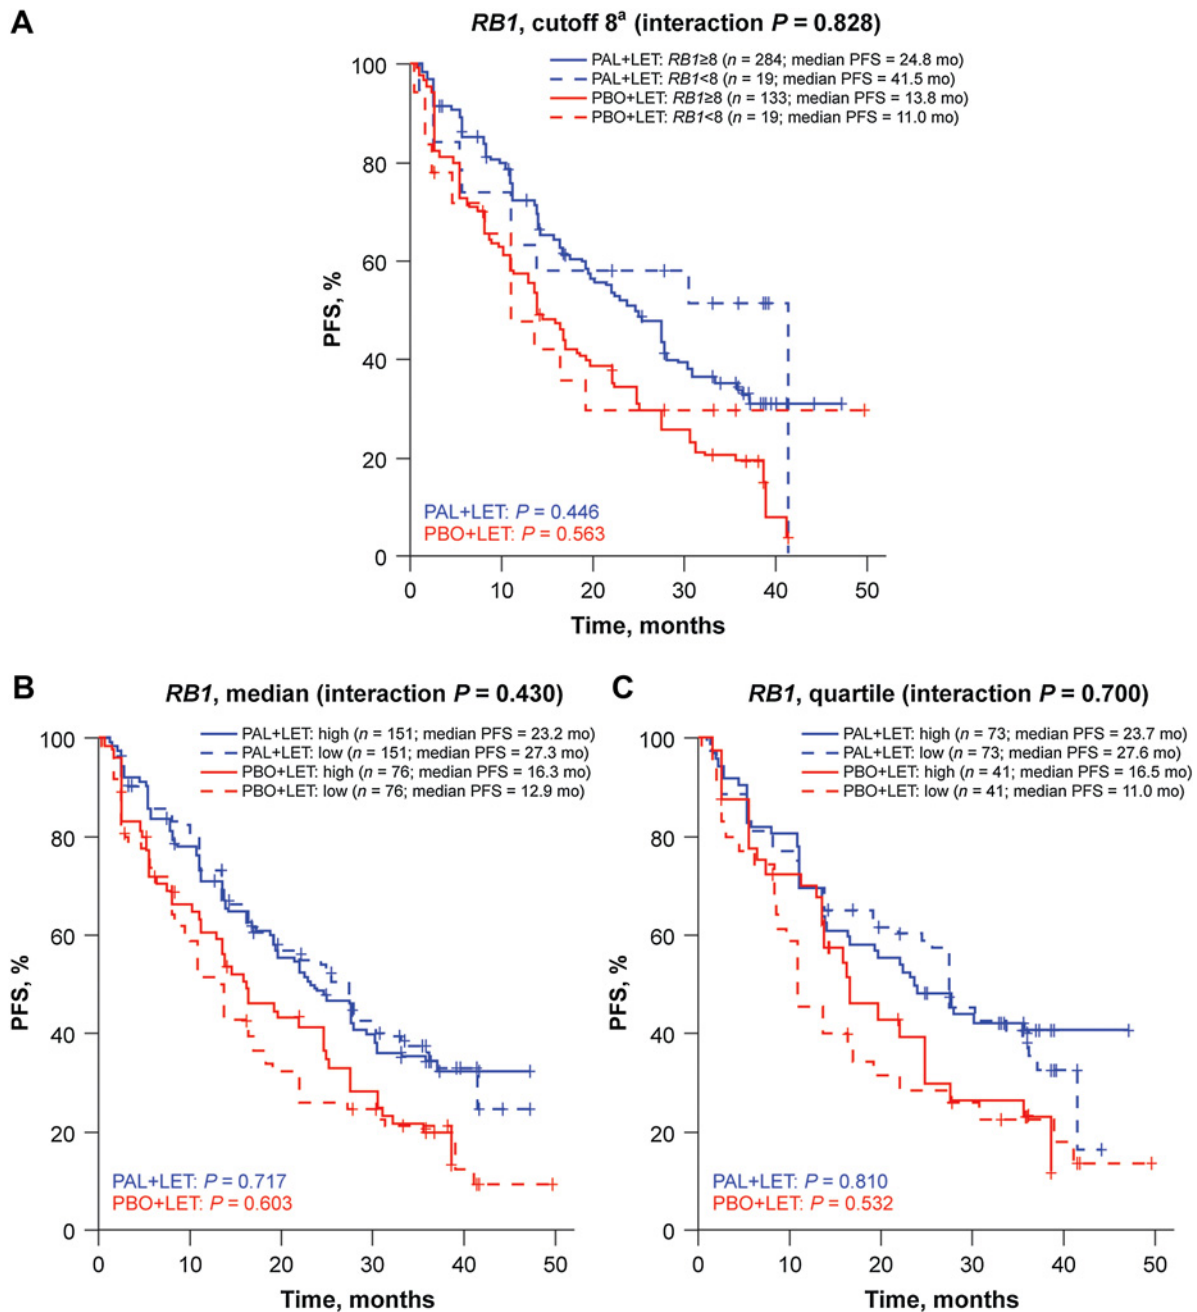 A
RB1, cutoff 8a (interaction P = 0.828)
PAL+LET: RB1≥8 (n = 284; median PFS = 24.8 mo)
PAL+LET: RB1<8 (n = 19; median PFS = 41.5 mo)
PBO+LET: RB1≥8 (n = 133; median PFS = 13.8 mo)
PBO+LET: RB1<8 (n = 19; median PFS = 11.0 mo)
100
80
60
40
20
0
PFS, %
PAL+LET: P = 0.446
PBO+LET: P = 0.563
0 10 20 30 40 50
Time, months
B
RB1, median (interaction P = 0.430)
PAL+LET: high (n = 151; median PFS = 23.2 mo)
PAL+LET: low (n = 151; median PFS = 27.3 mo)
PBO+LET: high (n = 76; median PFS = 16.3 mo)
PBO+LET: low (n = 76; median PFS = 12.9 mo)
100
80
60
40
20
0
PFS, %
PAL+LET: P = 0.717
PBO+LET: P = 0.603
0 10 20 30 40 50
Time, months
C
RB1, quartile (interaction P = 0.700)
PAL+LET: high (n = 73; median PFS = 23.7 mo)
PAL+LET: low (n = 73; median PFS = 27.6 mo)
PBO+LET: high (n = 41; median PFS = 16.5 mo)
PBO+LET: low (n = 41; median PFS = 11.0 mo)
100
80
60
40
20
0
PFS, %
PAL+LET: P = 0.810
PBO+LET: P = 0.532
0 10 20 30 40 50
Time, months